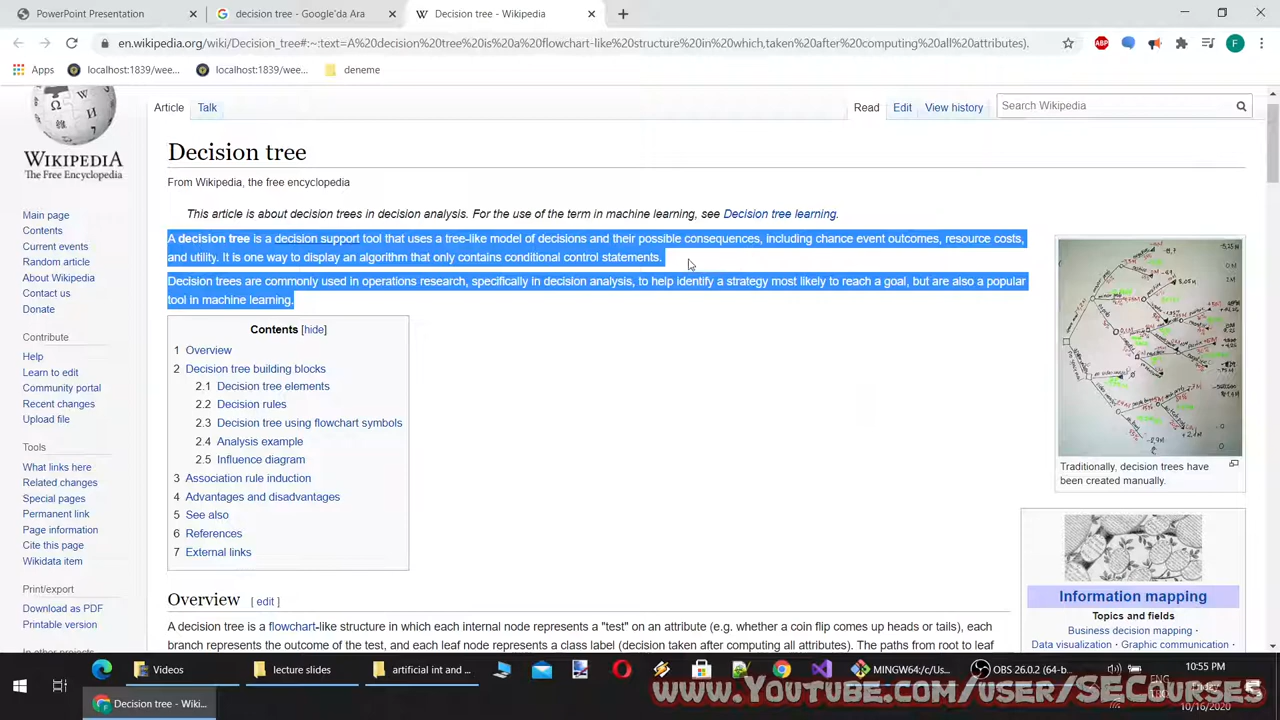 PowerPoint Presentation
decision tree - Google'da Ara
Decision tree - Wikipedia
en.wikipedia.org/wiki/Decision_tree#:~:text=A%20decision%20tree%20is%20a%20flowchart-like%20structure%20in%20which,taken%20after%20computing%20all%20attributes).
Apps
localhost:1839/wee...
localhost:1839/wee...
deneme
Article
Talk
Read
Edit
View history
Search Wikipedia
WIKIPEDIA
The Free Encyclopedia
Main page
Contents
Current events
Random article
About Wikipedia
Contact us
Donate
Contribute
Help
Learn to edit
Community portal
Recent changes
Upload file
Tools
What links here
Related changes
Special pages
Permanent link
Page information
Cite this page
Wikidata item
Print/export
Download as PDF
Printable version
Decision tree
From Wikipedia, the free encyclopedia
This article is about decision trees in decision analysis. For the use of the term in machine learning, see Decision tree learning.
A decision tree is a decision support tool that uses a tree-like model of decisions and their possible consequences, including chance event outcomes, resource costs,
and utility. It is one way to display an algorithm that only contains conditional control statements.
Decision trees are commonly used in operations research, specifically in decision analysis, to help identify a strategy most likely to reach a goal, but are also a popular
tool in machine learning.
Contents [hide]
1 Overview
2 Decision tree building blocks
2.1 Decision tree elements
2.2 Decision rules
2.3 Decision tree using flowchart symbols
2.4 Analysis example
2.5 Influence diagram
3 Association rule induction
4 Advantages and disadvantages
5 See also
6 References
7 External links
Overview [ edit ]
A decision tree is a flowchart-like structure in which each internal node represents a "test" on an attribute (e.g. whether a coin flip comes up heads or tails), each
branch represents the outcome of the test, and each leaf node represents a class label (decision taken after computing all attributes). The paths from root to leaf
Traditionally, decision trees have
been created manually.
Information mapping
Topics and fields
Business decision mapping ·
Data visualization · Graphic communication ·
Videos
lecture slides
artificial int and ...
MINGW64:/c/Us...
OBS 26.0.2 (64-b...
10:55 PM
ENG
10/16/2020
Decision tree - Wiki...
www.Youtube.com/user/SECourses